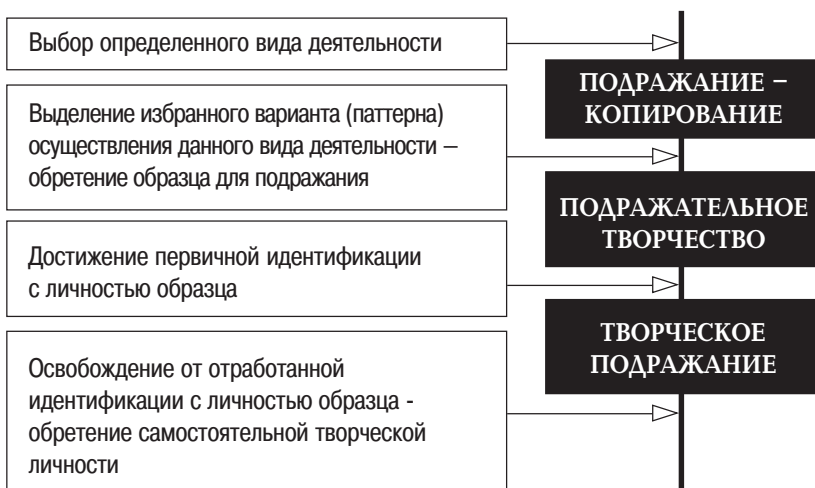 Выбор определенного вида деятельности
ПОДРАЖАНИЕ –
КОПИРОВАНИЕ
Выделение избранного варианта (паттерна)
осуществления данного вида деятельности –
обретение образца для подражания
ПОДРАЖАТЕЛЬНОЕ
ТВОРЧЕСТВО
Достижение первичной идентификации
с личностью образца
ТВОРЧЕСКОЕ
ПОДРАЖАНИЕ
Освобождение от отработанной
идентификации с личностью образца -
обретение самостоятельной творческой
личности